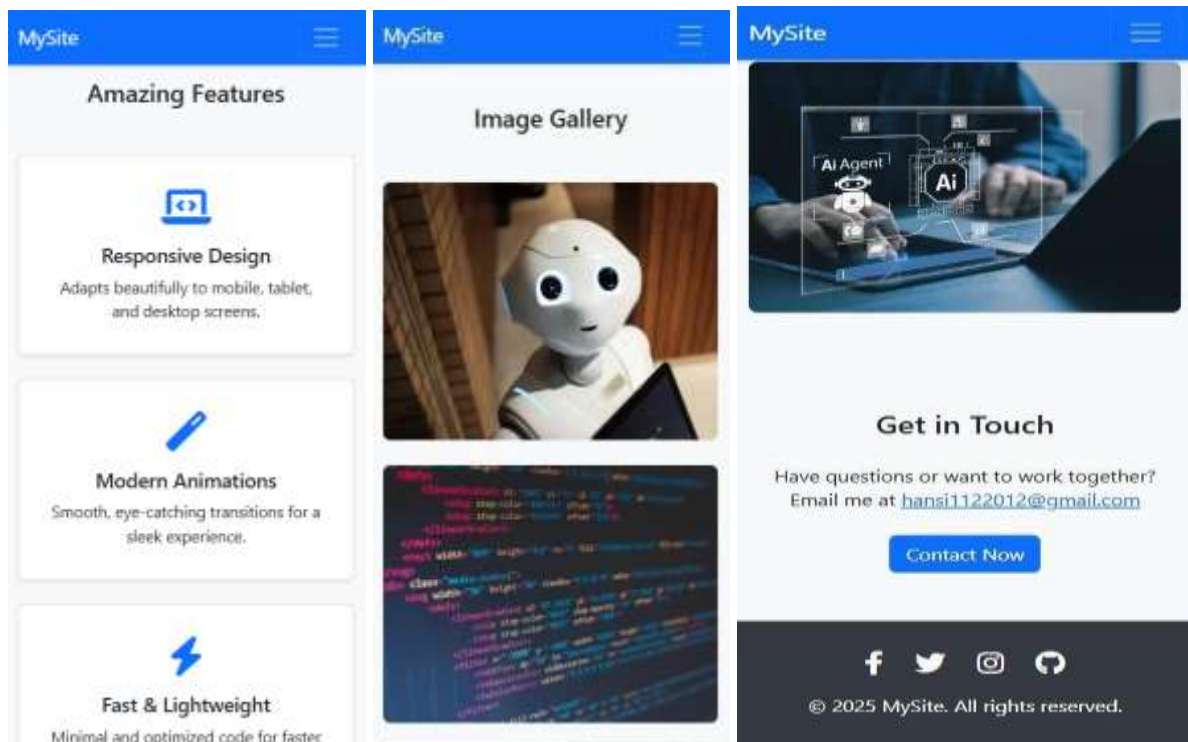 MySite
Amazing Features
Responsive Design
Adapts beautifully to mobile, tablet,
and desktop screens.
Modern Animations
Smooth, eye-catching transitions for a
sleek experience.
Fast & Lightweight
Minimal and optimized code for faster
MySite
Image Gallery
MySite
Ai Agent
Ai
Get in Touch
Have questions or want to work together?
Email me at hansi1122012@gmail.com
Contact Now
© 2025 MySite. All rights reserved.